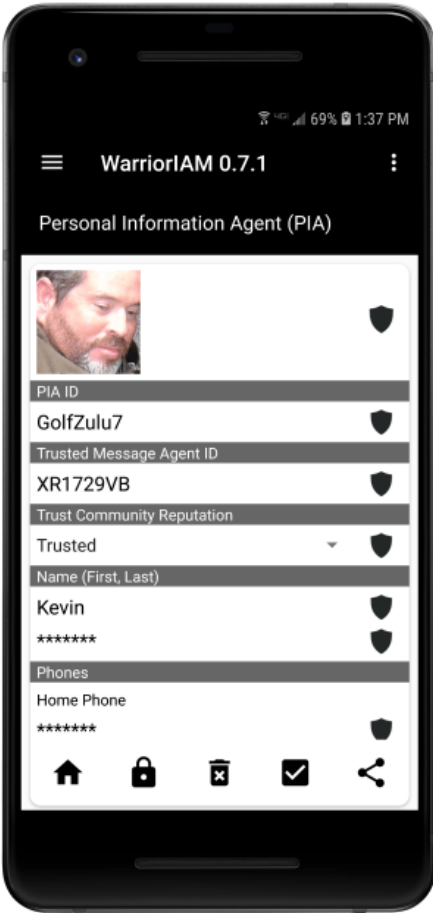 69% 1:37 PM
WarriorIAM 0.7.1
Personal Information Agent (PIA)
PIA ID
GolfZulu7
Trusted Message Agent ID
XR1729VB
Trust Community Reputation
Trusted
Name (First, Last)
Kevin
*******
Phones
Home Phone
*******